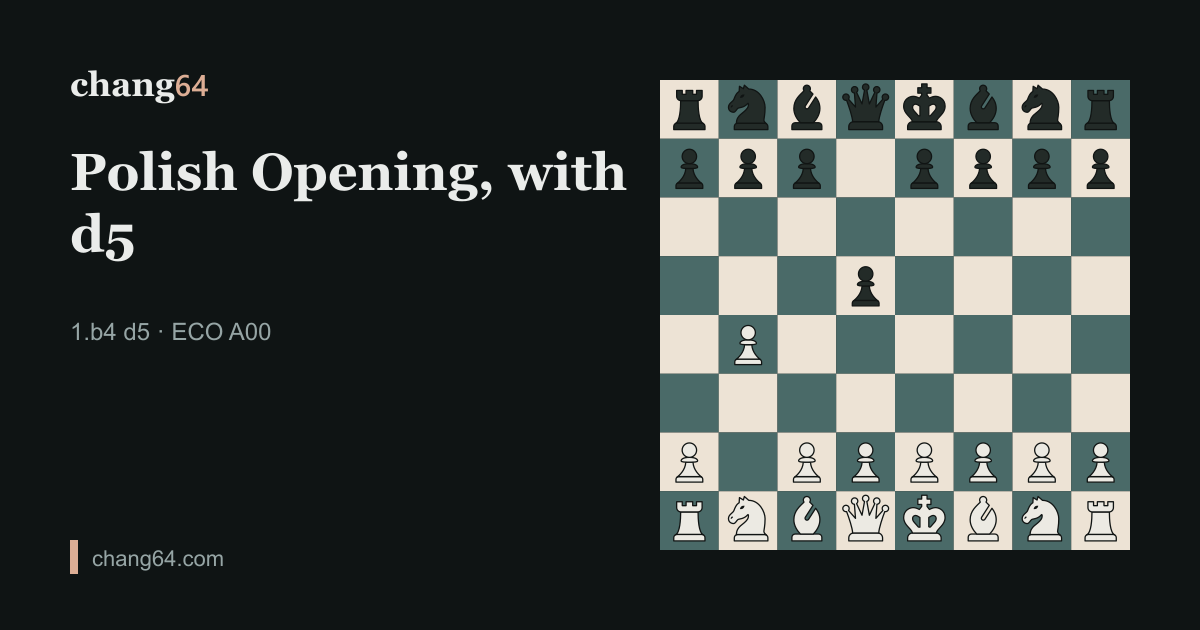 chang64
Polish Opening, with
d5
1.b4 d5 · ECO A00
chang64.com